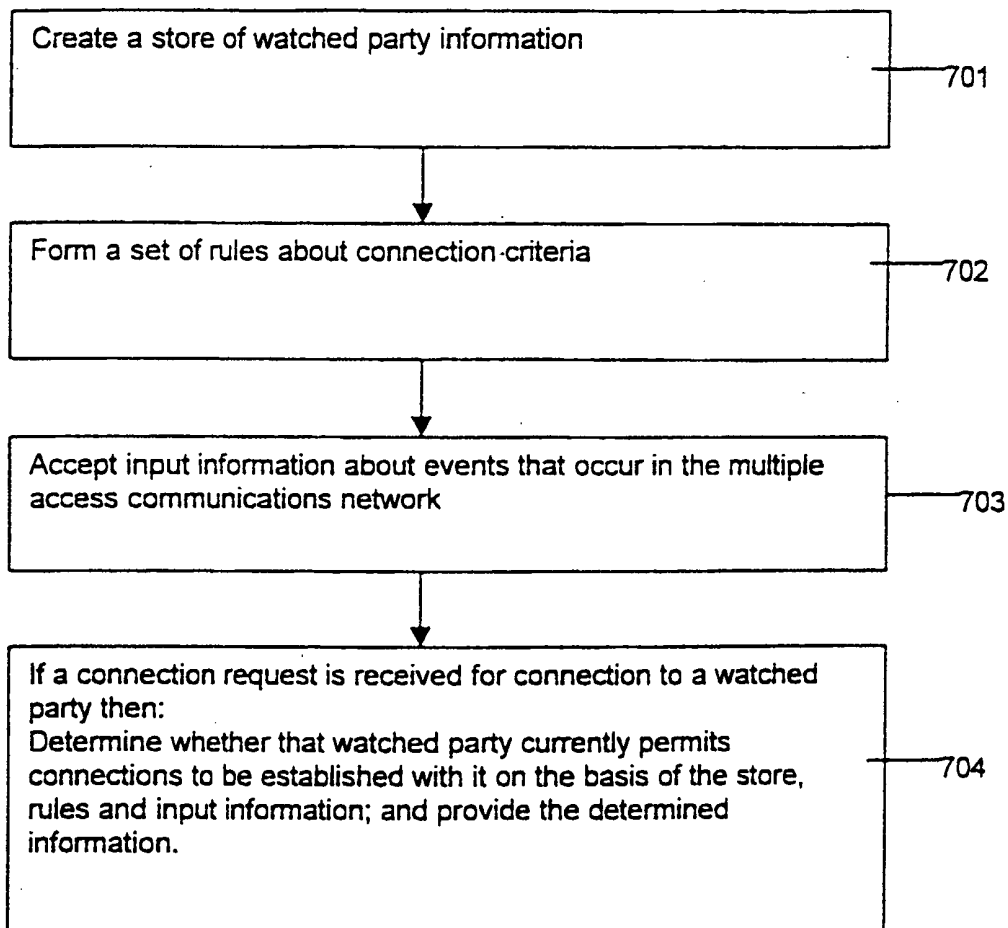 Create a store of watched party information
701
Form a set of rules about connection-criteria
702
Accept input information about events that occur in the multiple
access communications network
703
If a connection request is received for connection to a watched
party then:
Determine whether that watched party currently permits
connections to be established with it on the basis of the store,
704
rules and input information; and provide the determined
information.